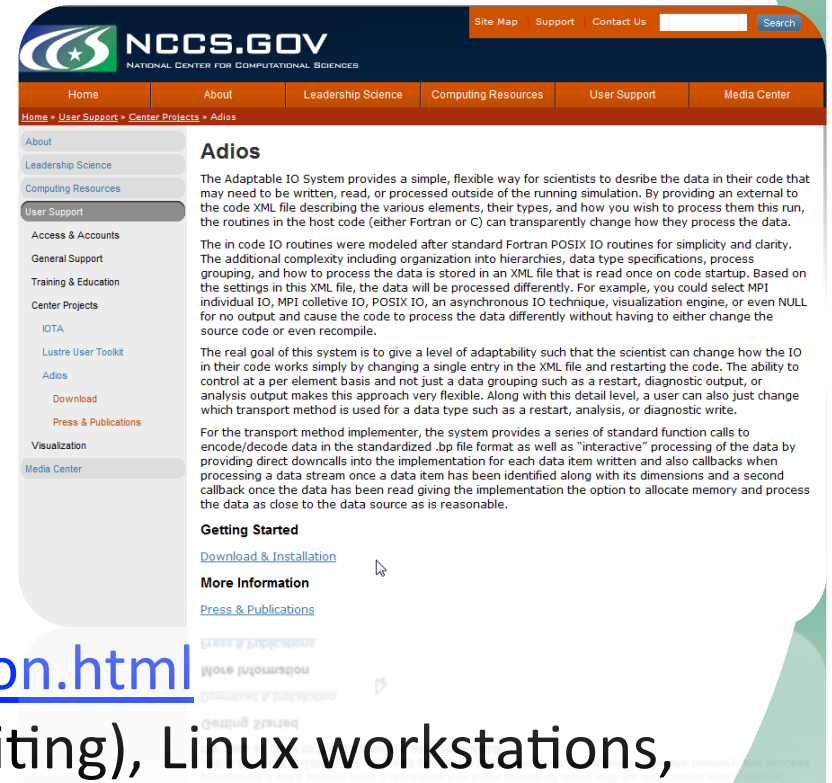 Site Map Support Contact Us Search
NCCS.GOV
NATIONAL CENTER FOR COMPUTATIONAL SCIENCES
Home About Leadership Science Computing Resources User Support Media Center
Home » User Support » Center Projects » Adios
About
Leadership Science
Computing Resources
User Support
Access & Accounts
General Support
Training & Education
Center Projects
IOTA
Lustre User Toolkit
Adios
Download
Press & Publications
Visualization
Media Center
Adios
The Adaptable IO System provides a simple, flexible way for scientists to desribe the data in their code that
may need to be written, read, or processed outside of the running simulation. By providing an external to
the code XML file describing the various elements, their types, and how you wish to process them this run,
the routines in the host code (either Fortran or C) can transparently change how they process the data.
The in code IO routines were modeled after standard Fortran POSIX IO routines for simplicity and clarity.
The additional complexity including organization into hierarchies, data type specifications, process
grouping, and how to process the data is stored in an XML file that is read once on code startup. Based on
the settings in this XML file, the data will be processed differently. For example, you could select MPI
individual IO, MPI colletive IO, POSIX IO, an asynchronous IO technique, visualization engine, or even NULL
for no output and cause the code to process the data differently without having to either change the
source code or even recompile.
The real goal of this system is to give a level of adaptability such that the scientist can change how the IO
in their code works simply by changing a single entry in the XML file and restarting the code. The ability to
control at a per element basis and not just a data grouping such as a restart, diagnostic output, or
analysis output makes this approach very flexible. Along with this detail level, a user can also just change
which transport method is used for a data type such as a restart, analysis, or diagnostic write.
For the transport method implementer, the system provides a series of standard function calls to
encode/decode data in the standardized .bp file format as well as "interactive" processing of the data by
providing direct downcalls into the implementation for each data item written and also callbacks when
processing a data stream once a data item has been identified along with its dimensions and a second
callback once the data has been read giving the implementation the option to allocate memory and process
the data as close to the data source as is reasonable.
Getting Started
Download & Installation
More Information
Press & Publications
on.html
iting), Linux workstations,